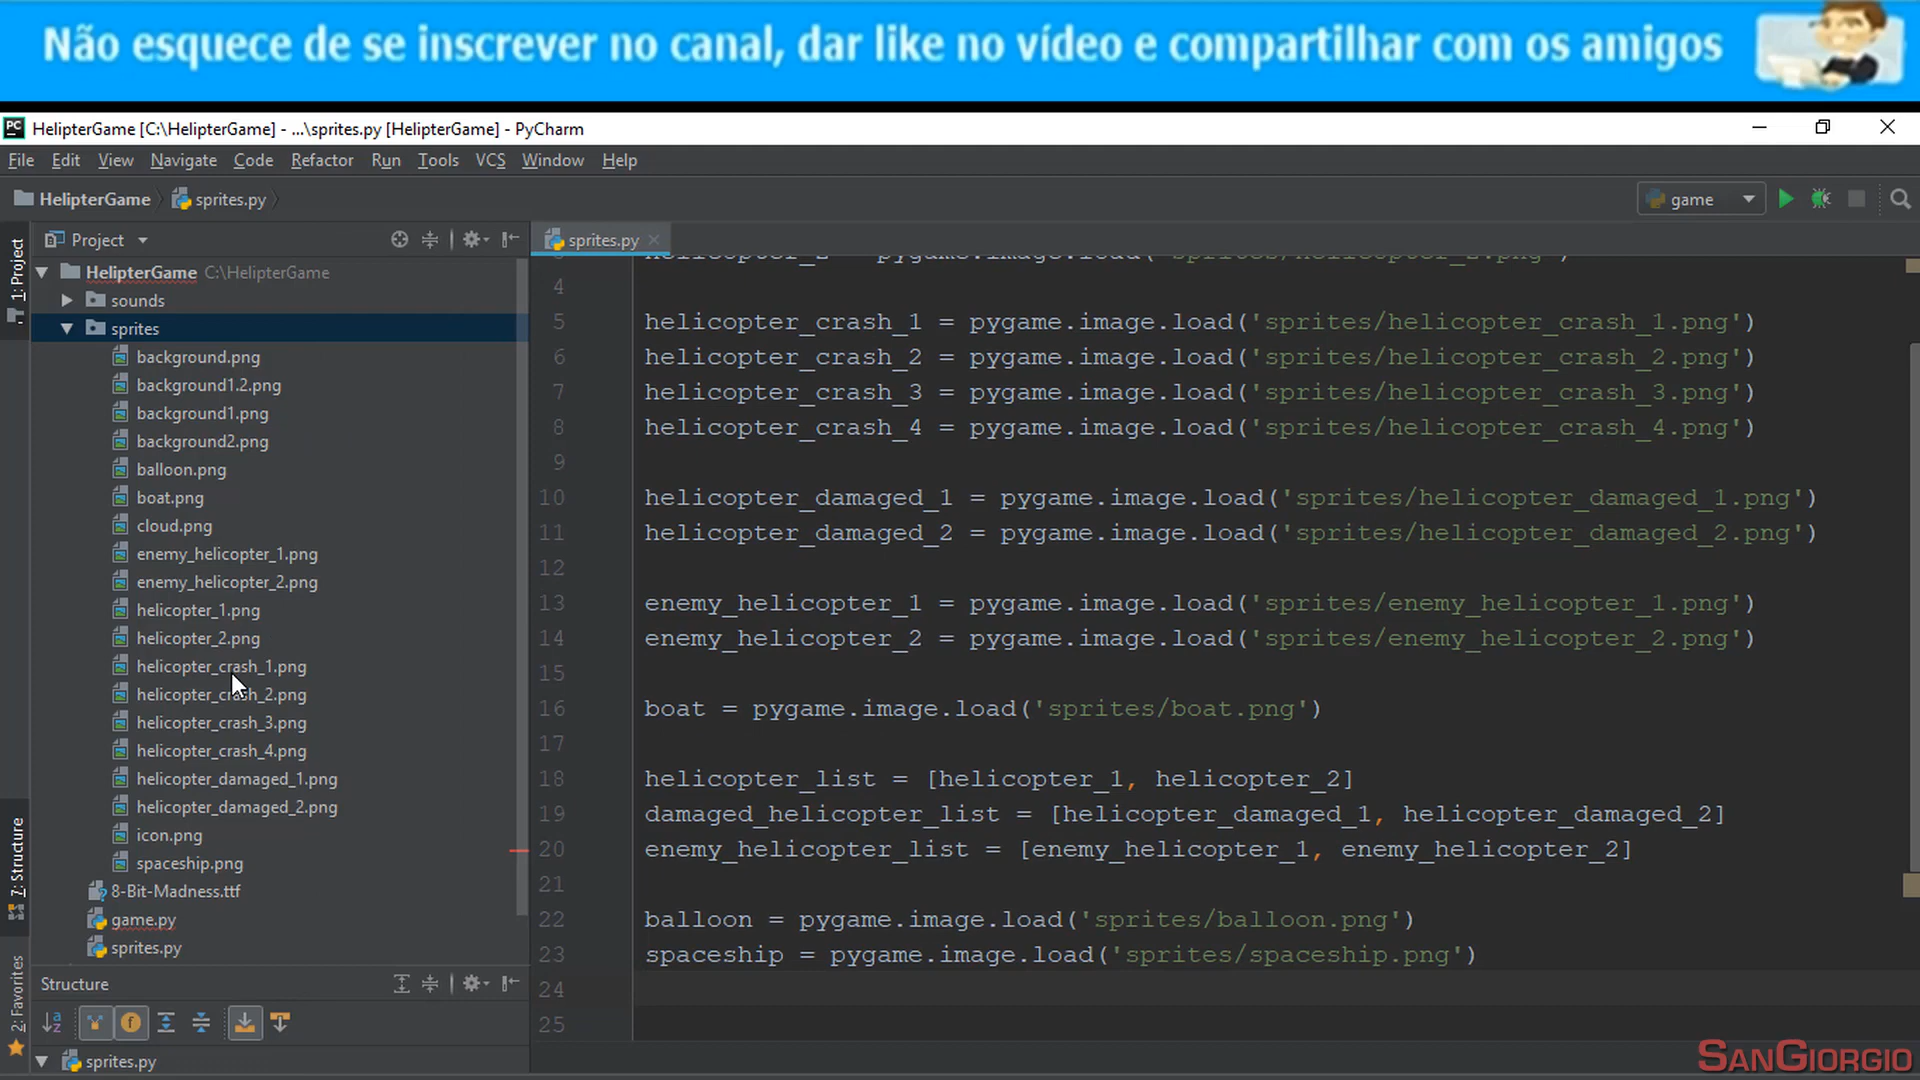 Não esquece de se inscrever no canal, dar like no vídeo e compartilhar com os amigos
PC HelipterGame [C:\HelipterGame] - ...\sprites.py [HelipterGame] - PyCharm
File Edit View Navigate Code Refactor Run Tools VCS Window Help
HelipterGame sprites.py game
1: Project
Project
HelipterGame C:\HelipterGame
sounds
sprites
background.png
background1.2.png
background1.png
background2.png
balloon.png
boat.png
cloud.png
enemy_helicopter_1.png
enemy_helicopter_2.png
helicopter_1.png
helicopter_2.png
helicopter_crash_1.png
helicopter_crash_2.png
helicopter_crash_3.png
helicopter_crash_4.png
helicopter_damaged_1.png
helicopter_damaged_2.png
icon.png
spaceship.png
8-Bit-Madness.ttf
game.py
sprites.py
7: Structure
2: Favorites
Structure
sprites.py
sprites.py
3 helicopter_2 = pygame.image.load('sprites/helicopter_2.png')
4
5 helicopter_crash_1 = pygame.image.load('sprites/helicopter_crash_1.png')
6 helicopter_crash_2 = pygame.image.load('sprites/helicopter_crash_2.png')
7 helicopter_crash_3 = pygame.image.load('sprites/helicopter_crash_3.png')
8 helicopter_crash_4 = pygame.image.load('sprites/helicopter_crash_4.png')
9
10 helicopter_damaged_1 = pygame.image.load('sprites/helicopter_damaged_1.png')
11 helicopter_damaged_2 = pygame.image.load('sprites/helicopter_damaged_2.png')
12
13 enemy_helicopter_1 = pygame.image.load('sprites/enemy_helicopter_1.png')
14 enemy_helicopter_2 = pygame.image.load('sprites/enemy_helicopter_2.png')
15
16 boat = pygame.image.load('sprites/boat.png')
17
18 helicopter_list = [helicopter_1, helicopter_2]
19 damaged_helicopter_list = [helicopter_damaged_1, helicopter_damaged_2]
20 enemy_helicopter_list = [enemy_helicopter_1, enemy_helicopter_2]
21
22 balloon = pygame.image.load('sprites/balloon.png')
23 spaceship = pygame.image.load('sprites/spaceship.png')
24
25
SANGIORGIO